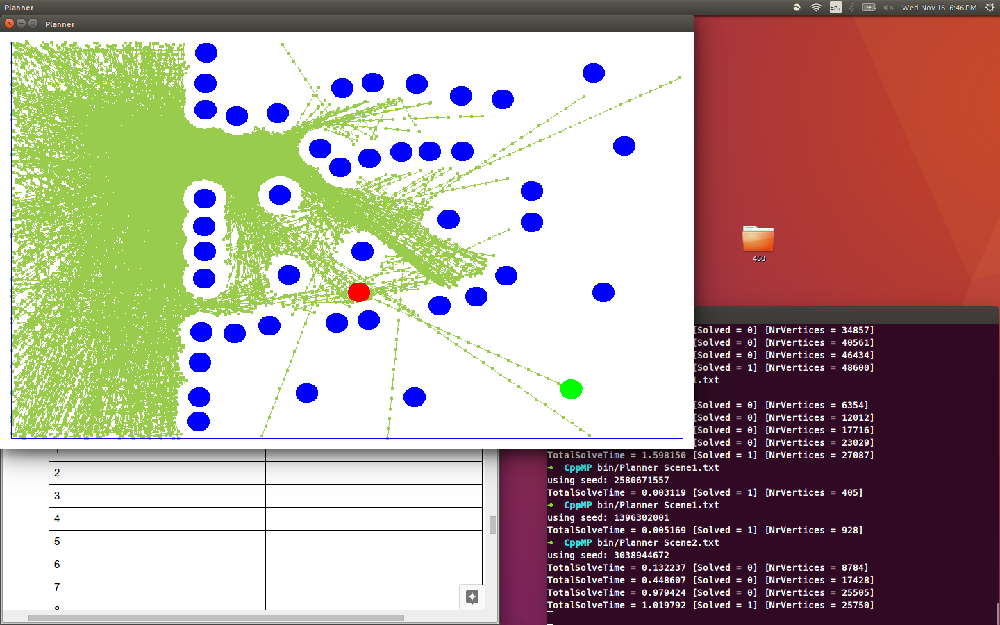 Planner
En1
Wed Nov 16 6:46 PM
Planner
450
[Solved = 0] [NrVertices = 34857]
[Solved = 0] [NrVertices = 40561]
[Solved = 0] [NrVertices = 46434]
[Solved = 1] [NrVertices = 48600]
1.txt
[Solved = 0] [NrVertices = 6354]
[Solved = 0] [NrVertices = 12012]
[Solved = 0] [NrVertices = 17716]
[Solved = 0] [NrVertices = 23029]
TotalSolveTime = 1.598150 [Solved = 1] [NrVertices = 27087]
➜ CppMP bin/Planner Scene1.txt
using seed: 2580671557
TotalSolveTime = 0.003119 [Solved = 1] [NrVertices = 405]
➜ CppMP bin/Planner Scene1.txt
using seed: 1396302001
TotalSolveTime = 0.005169 [Solved = 1] [NrVertices = 928]
➜ CppMP bin/Planner Scene2.txt
using seed: 3038944672
TotalSolveTime = 0.132237 [Solved = 0] [NrVertices = 8784]
TotalSolveTime = 0.448607 [Solved = 0] [NrVertices = 17428]
TotalSolveTime = 0.979424 [Solved = 0] [NrVertices = 25505]
TotalSolveTime = 1.019792 [Solved = 1] [NrVertices = 25750]
1
2
3
4
5
6
7
8